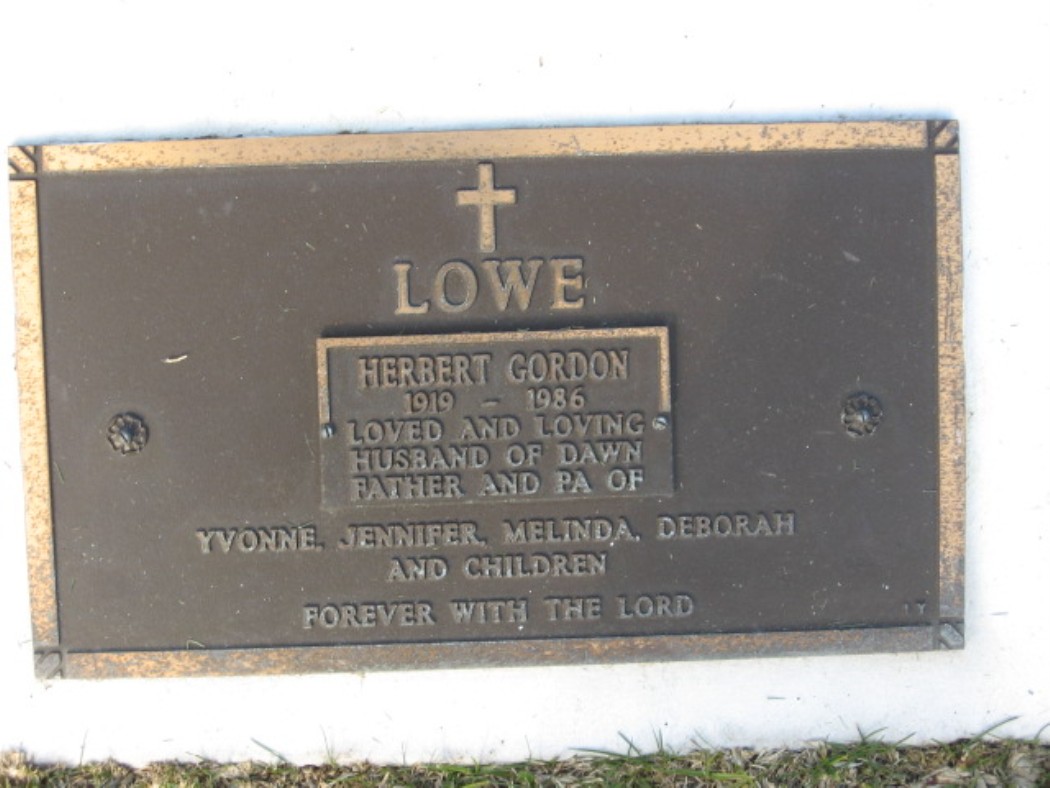 LOWE
HERBERT GORDON
1919 – 1986
LOVED AND LOVING
HUSBAND OF DAWN
FATHER AND PA OF
YVONNE, JENNIFER, MELINDA, DEBORAH
AND CHILDREN
FOREVER WITH THE LORD